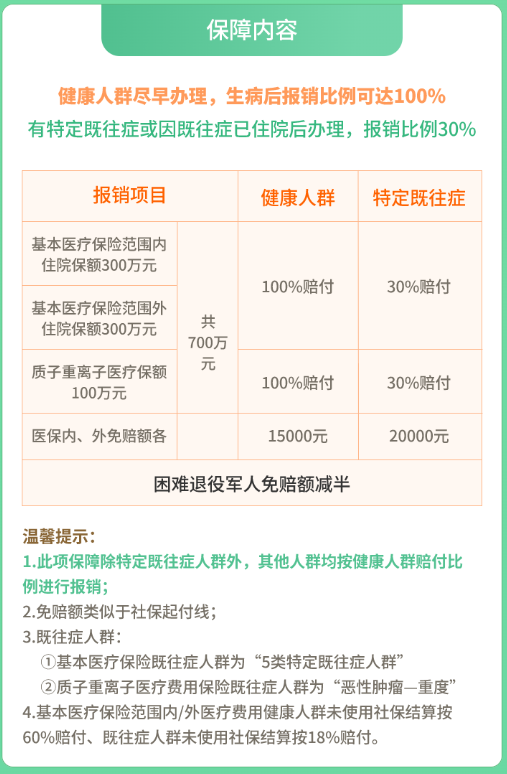 保障内容
健康人群尽早办理，生病后报销比例可达100%
有特定既往症或因既往症已住院后办理，报销比例30%
报销项目
健康人群
特定既往症
基本医疗保险范围内
住院保额300万元
基本医疗保险范围外
住院保额300万元
共
700万
元
100%赔付
30%赔付
质子重离子医疗保额
100万元
100%赔付
30%赔付
医保内、外免赔额各
15000元
20000元
困难退役军人免赔额减半
温馨提示：
1.此项保障除特定既往症人群外，其他人群均按健康人群赔付比
例进行报销；
2.免赔额类似于社保起付线；
3.既往症人群：
①基本医疗保险既往症人群为“5类特定既往症人群”
②质子重离子医疗费用保险既往症人群为“恶性肿瘤—重度”
4.基本医疗保险范围内/外医疗费用健康人群未使用社保结算按
60%赔付、既往症人群未使用社保结算按18%赔付。